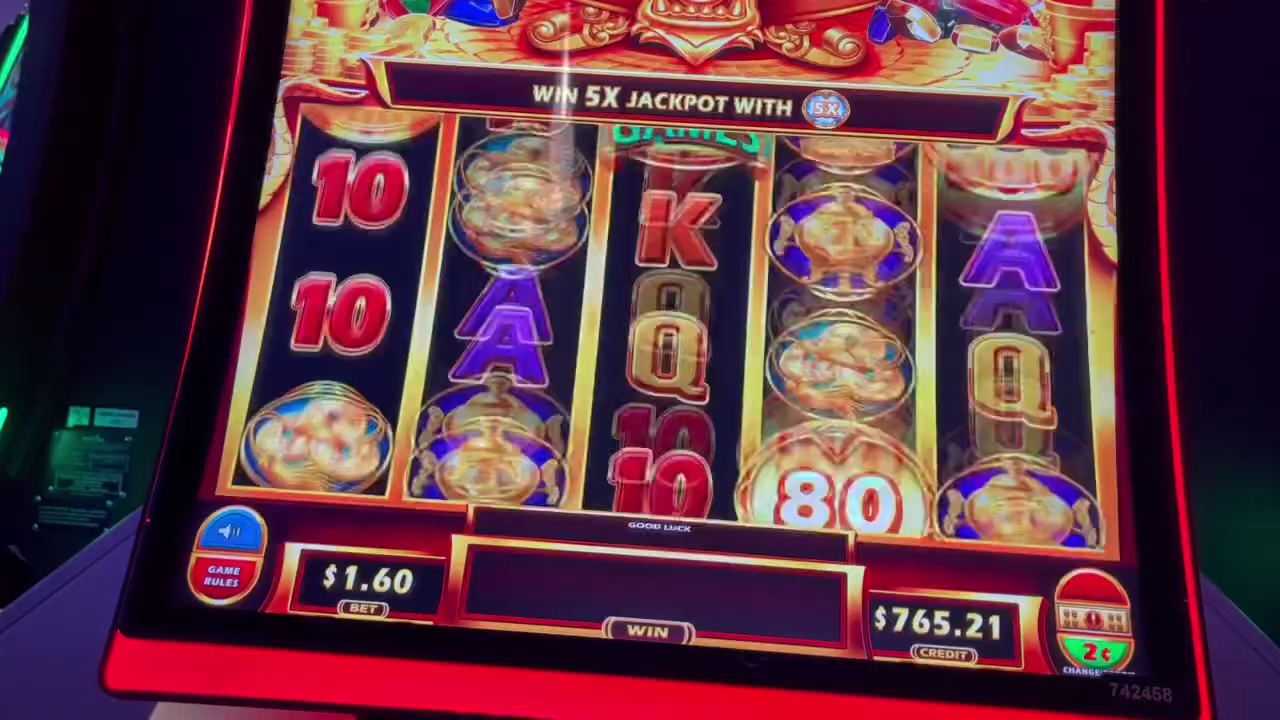 WIN 5X JACKPOT WITH 5X
GAMES
10
K
A
10
A
Q
Q
10
80
GOOD LUCK
GAME
RULES
$1.60
BET
WIN
$765.21
CREDIT
2¢
742458